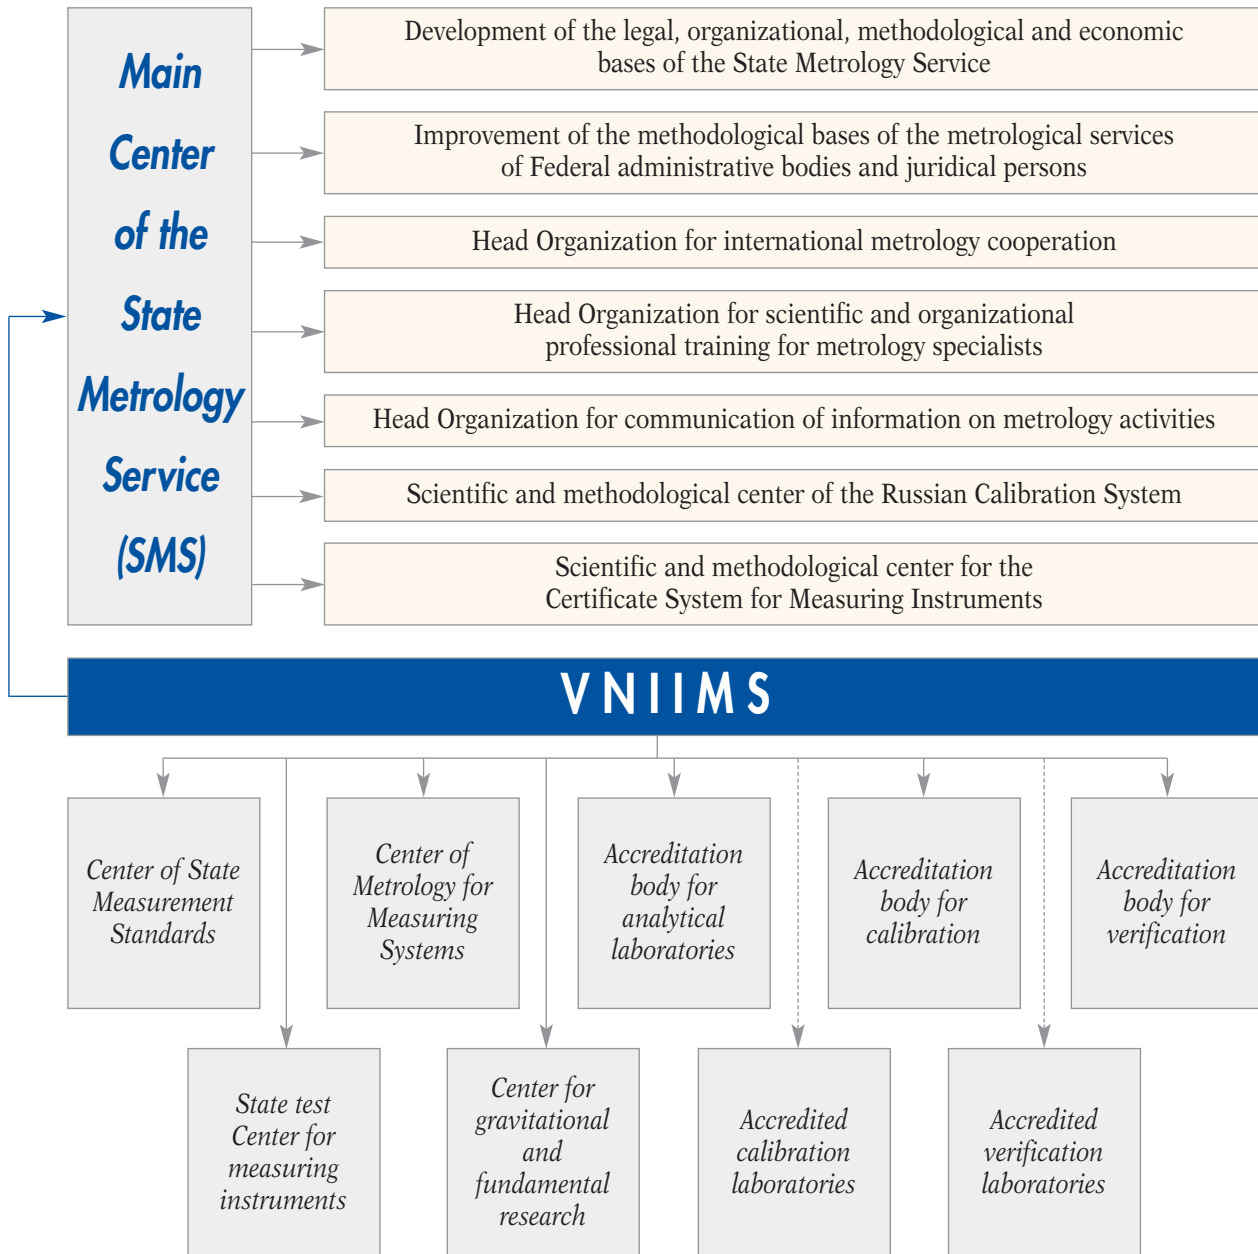 Main
Center
of the
State
Metrology
Service
(SMS)
Development of the legal, organizational, methodological and economic
bases of the State Metrology Service
Improvement of the methodological bases of the metrological services
of Federal administrative bodies and juridical persons
Head Organization for international metrology cooperation
Head Organization for scientific and organizational
professional training for metrology specialists
Head Organization for communication of information on metrology activities
Scientific and methodological center of the Russian Calibration System
Scientific and methodological center for the
Certificate System for Measuring Instruments
VNIIMS
Center of State
Measurement
Standards
Center of
Metrology for
Measuring
Systems
Accreditation
body for
analytical
laboratories
Accreditation
body for
calibration
Accreditation
body for
verification
State test
Center for
measuring
instruments
Center for
gravitational
and
fundamental
research
Accredited
calibration
laboratories
Accredited
verification
laboratories